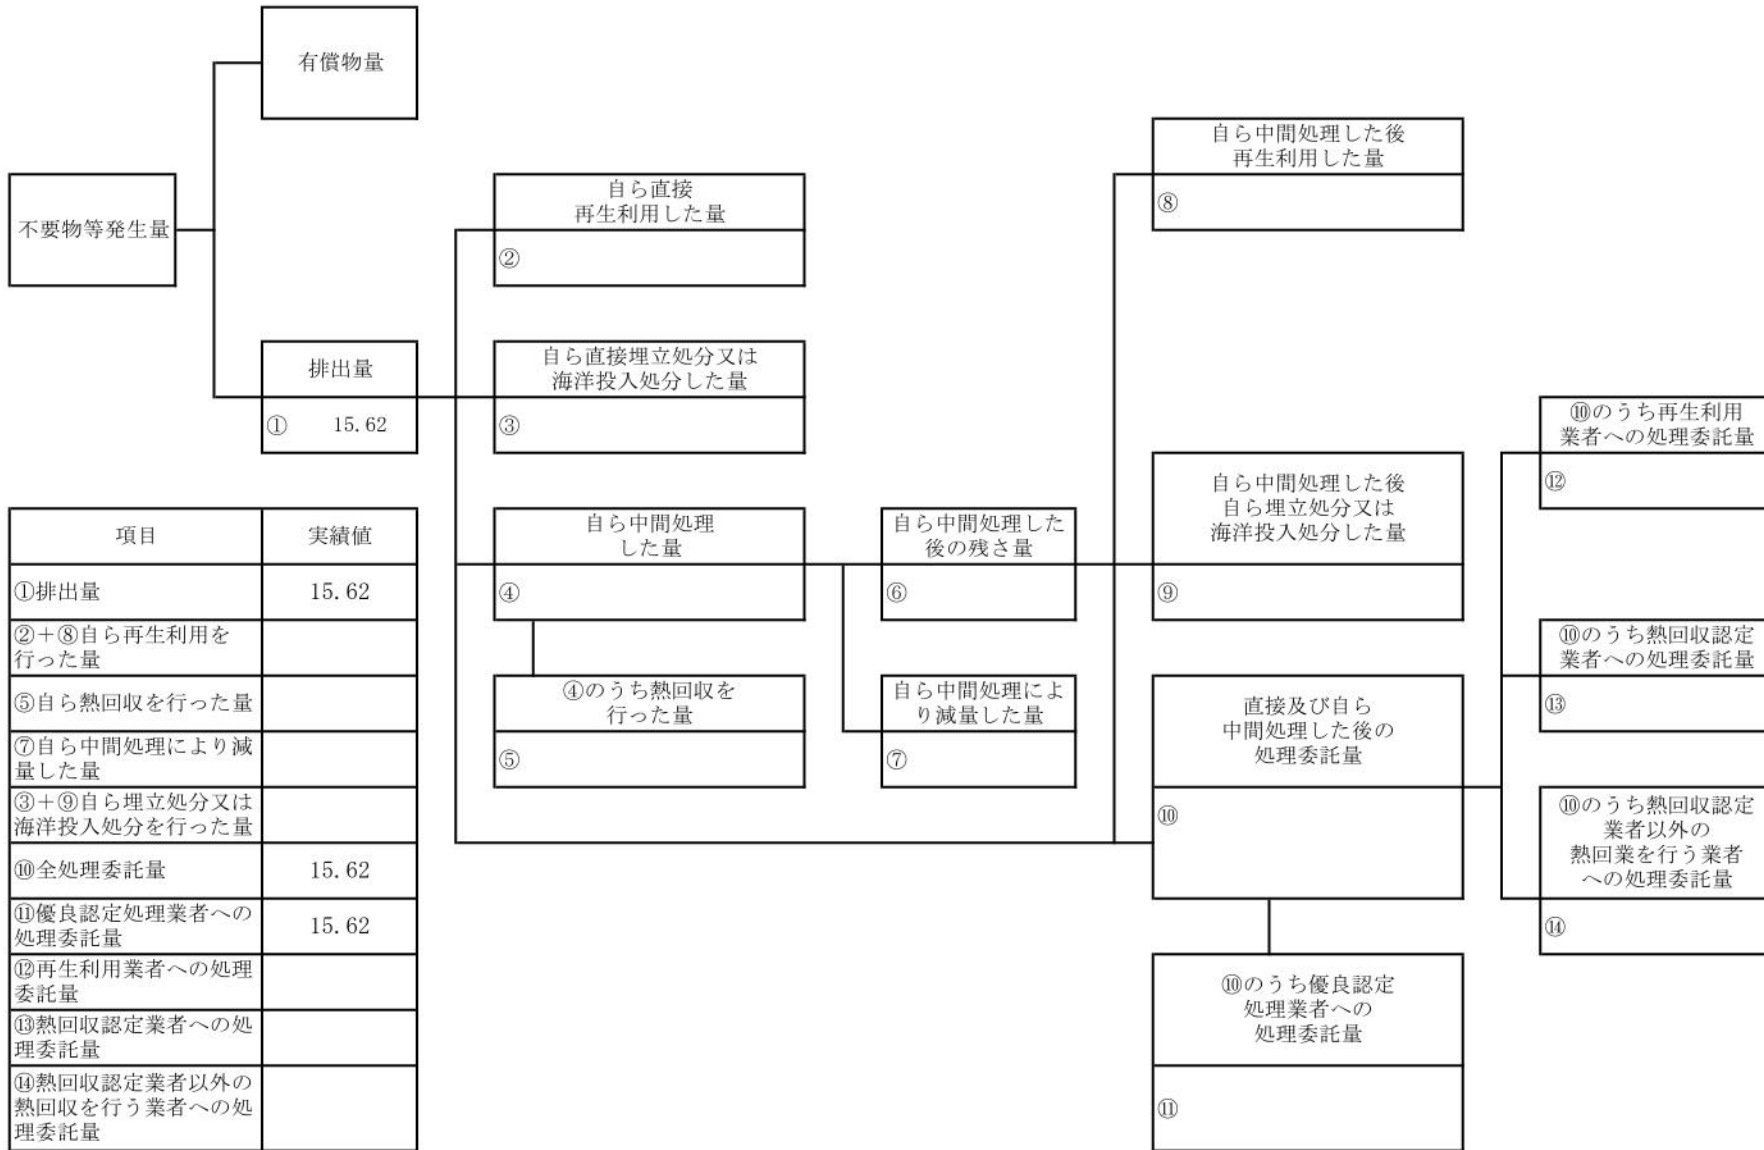 有償物量
不要物等発生量
排出量
① 15.62
自ら直接
再生利用した量
②
自ら直接埋立処分又は
海洋投入処分した量
③
自ら中間処理
した量
④
④のうち熱回収を
行った量
⑤
自ら中間処理した
後の残さ量
⑥
自ら中間処理によ
り減量した量
⑦
自ら中間処理した後
再生利用した量
⑧
自ら中間処理した後
自ら埋立処分又は
海洋投入処分した量
⑨
直接及び自ら
中間処理した後の
処理委託量
⑩
⑩のうち優良認定
処理業者への
処理委託量
⑪
⑩のうち再生利用
業者への処理委託量
⑫
⑩のうち熱回収認定
業者への処理委託量
⑬
⑩のうち熱回収認定
業者以外の
熱回業を行う業者
への処理委託量
⑭
項目 実績値
①排出量 15.62
②+⑧自ら再生利用を
行った量
⑤自ら熱回収を行った量
⑦自ら中間処理により減
量した量
③+⑨自ら埋立処分又は
海洋投入処分を行った量
⑩全処理委託量 15.62
⑪優良認定処理業者への
処理委託量 15.62
⑫再生利用業者への処理
委託量
⑬熱回収認定業者への処
理委託量
⑭熱回収認定業者以外の
熱回収を行う業者への処
理委託量